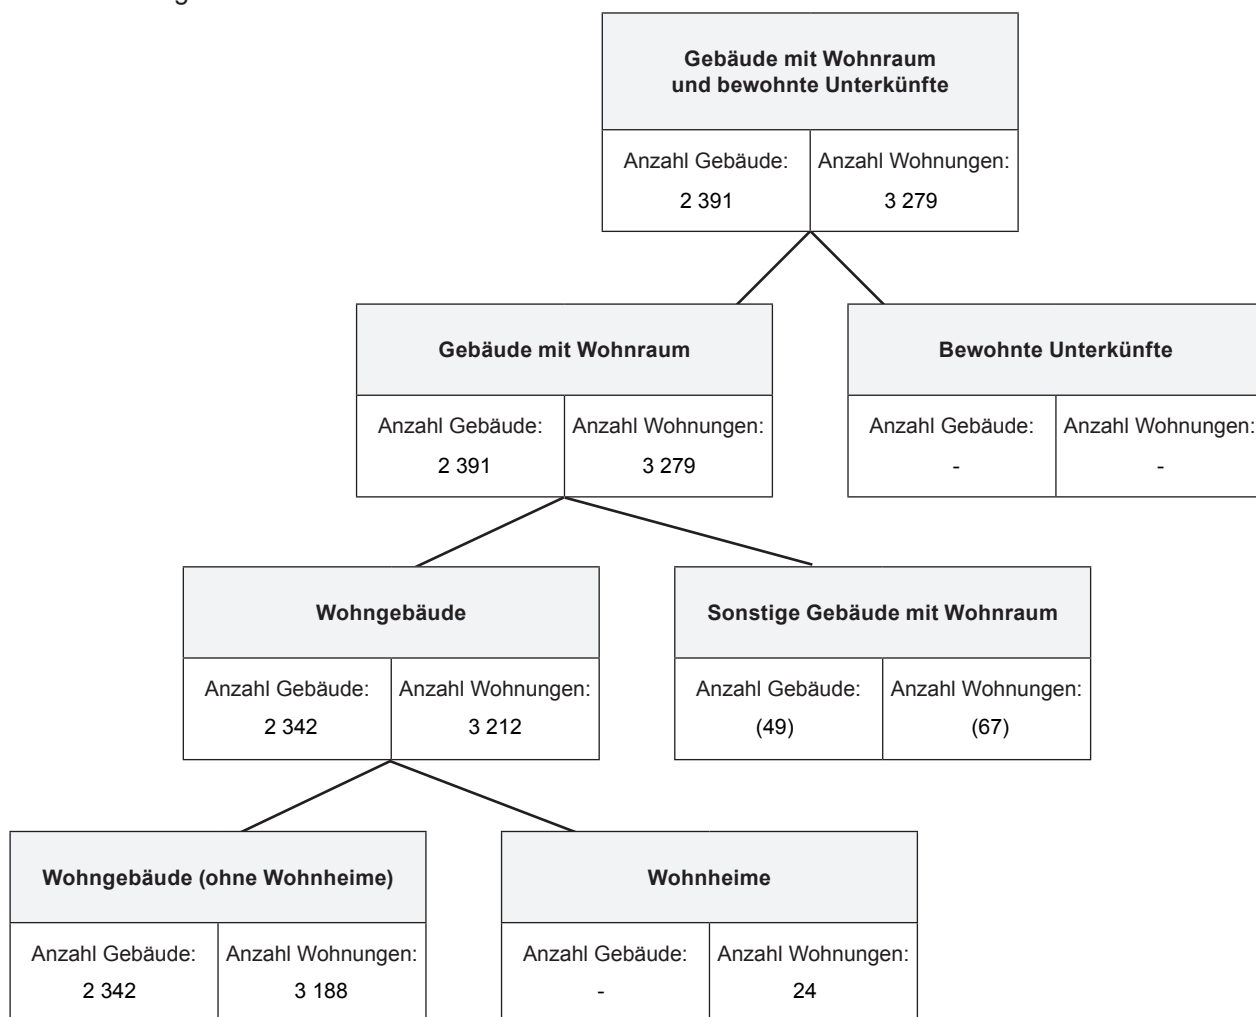 Gebäude mit Wohnraum
und bewohnte Unterkünfte
Anzahl Gebäude: Anzahl Wohnungen:
2 391 3 279
Gebäude mit Wohnraum Bewohnte Unterkünfte
Anzahl Gebäude: Anzahl Wohnungen: Anzahl Gebäude: Anzahl Wohnungen:
2 391 3 279 - -
Wohngebäude Sonstige Gebäude mit Wohnraum
Anzahl Gebäude: Anzahl Wohnungen: Anzahl Gebäude: Anzahl Wohnungen:
2 342 3 212 (49) (67)
Wohngebäude (ohne Wohnheime) Wohnheime
Anzahl Gebäude: Anzahl Wohnungen: Anzahl Gebäude: Anzahl Wohnungen:
2 342 3 188 - 24